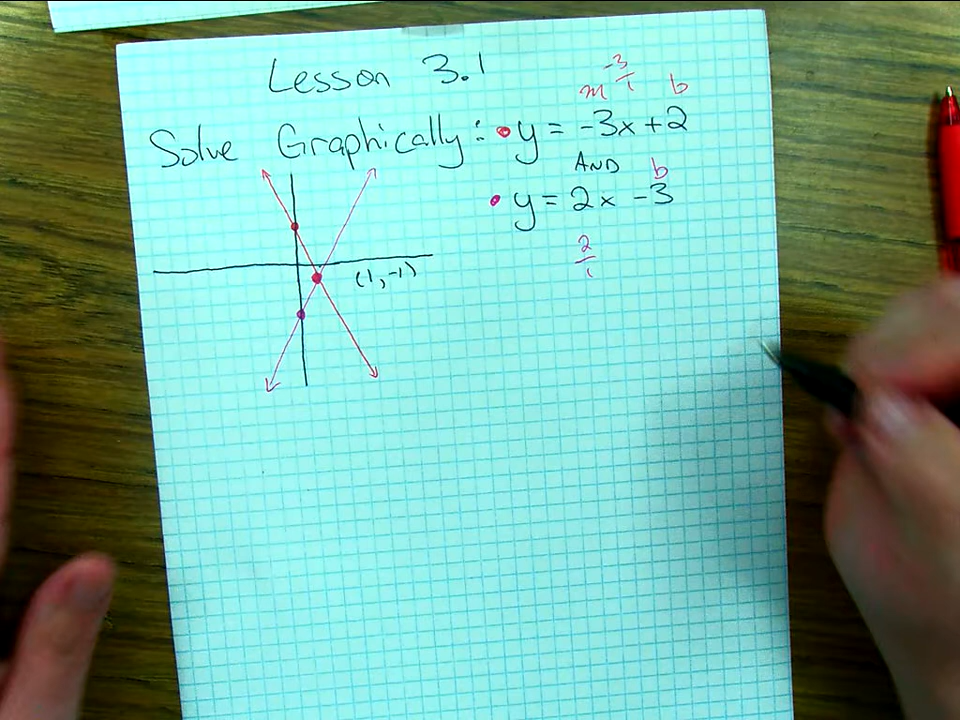 Lesson 3.1
-3/1
m b
Solve Graphically: y = -3x + 2
AND b
y = 2x - 3
2/1
(1, -1)